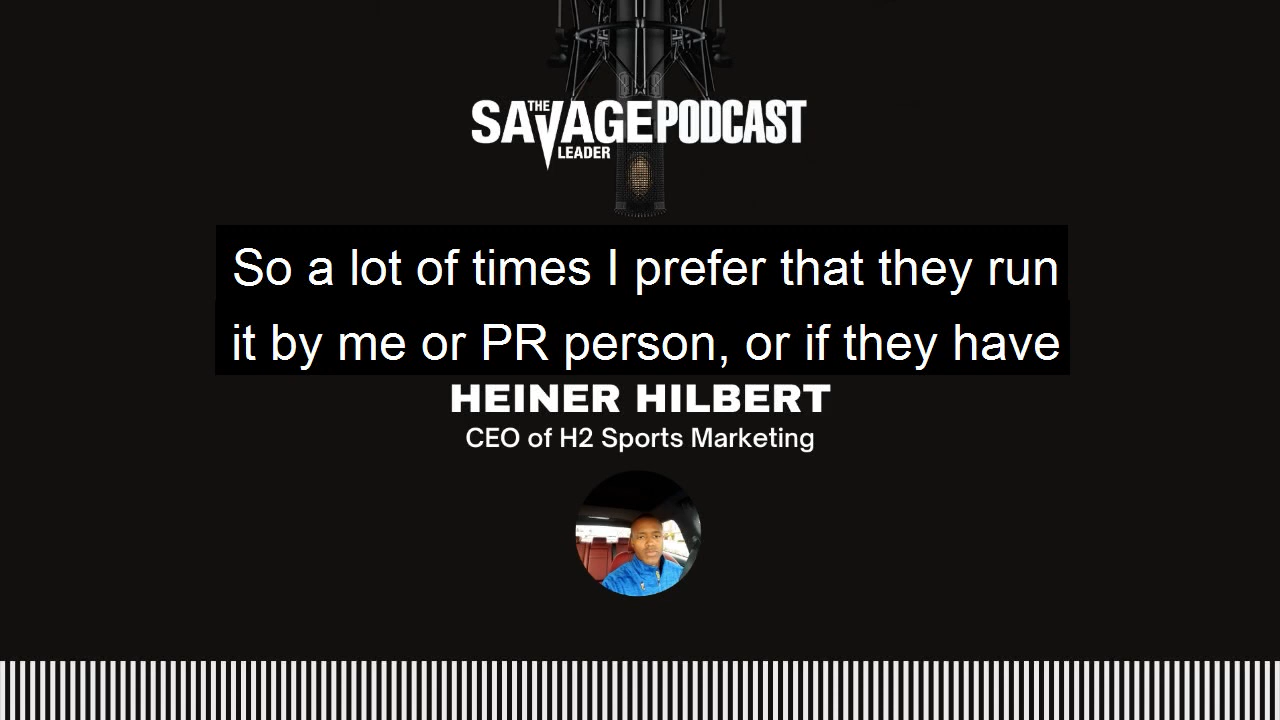 THE SAVAGE PODCAST
LEADER
So a lot of times I prefer that they run
it by me or PR person, or if they have
HEINER HILBERT
CEO of H2 Sports Marketing